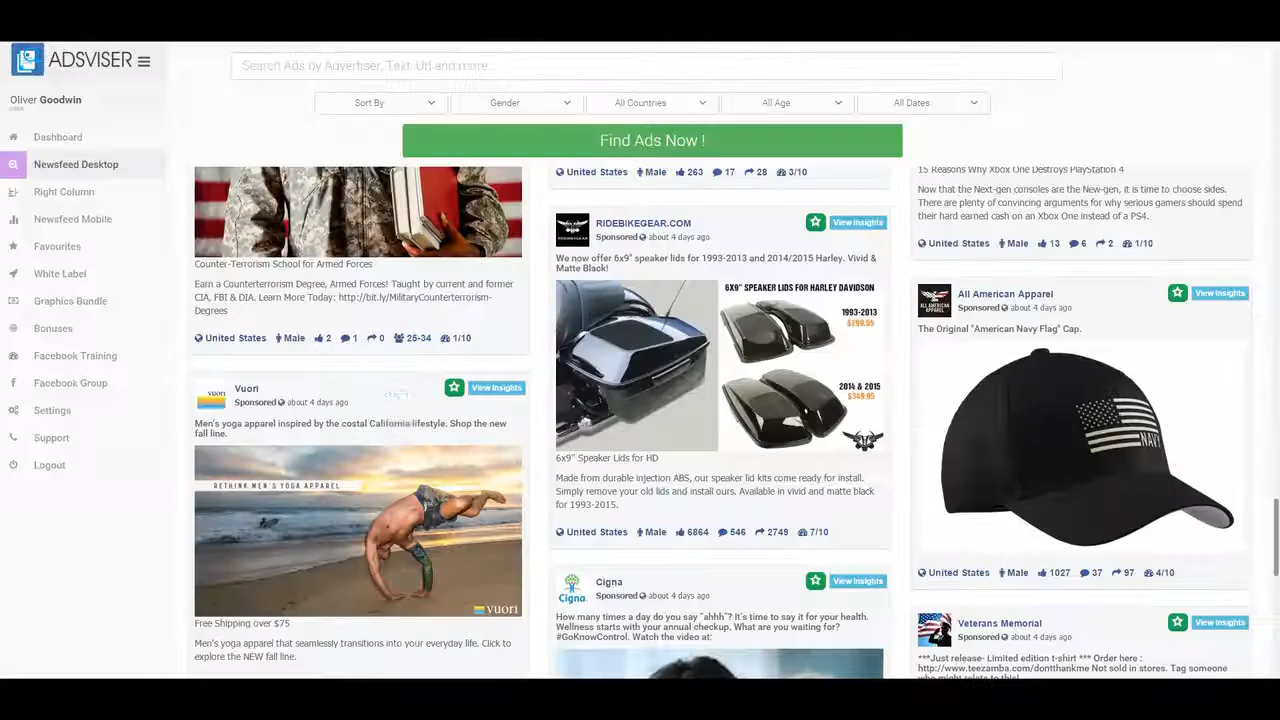 ADSVISER
Search Ads by Advertiser, Text, Url and more...
Oliver Goodwin
Sort By
Gender
All Countries
All Age
All Dates
Find Ads Now !
Dashboard
Newsfeed Desktop
Right Column
Newsfeed Mobile
Favourites
White Label
Graphics Bundle
Bonuses
Facebook Training
Facebook Group
Settings
Support
Logout
Counter-Terrorism School for Armed Forces
Earn a Counterterrorism Degree, Armed Forces! Taught by current and former
CIA, FBI & DIA. Learn More Today: http://bit.ly/MilitaryCounterterrorism-
Degrees
United States Male 2 1 0 25-34 1/10
Vuori
View Insights
Sponsored about 4 days ago
vuori
Men's yoga apparel inspired by the costal California lifestyle. Shop the new
fall line.
RETHINK MEN'S YOGA APPAREL
vuori
Free Shipping over $75
Men's yoga apparel that seamlessly transitions into your everyday life. Click to
explore the NEW fall line.
United States Male 263 17 28 3/10
RIDEBIKEGEAR.COM
View Insights
Sponsored about 4 days ago
We now offer 6x9" speaker lids for 1993-2013 and 2014/2015 Harley. Vivid &
Matte Black!
6X9" SPEAKER LIDS FOR HARLEY DAVIDSON
1993-2013
$299.95
2014 & 2015
$349.95
6x9" Speaker Lids for HD
Made from durable injection ABS, our speaker lid kits come ready for install.
Simply remove your old lids and install ours. Available in vivid and matte black
for 1993-2015.
United States Male 6864 546 2749 7/10
Cigna
View Insights
Sponsored about 4 days ago
Cigna
How many times a day do you say "ahhh"? It's time to say it for your health.
Wellness starts with your annual checkup. What are you waiting for?
#GoKnowControl. Watch the video at:
15 Reasons Why Xbox One Destroys PlayStation 4
Now that the Next-gen consoles are the New-gen, it is time to choose sides.
There are plenty of convincing arguments for why serious gamers should spend
their hard earned cash on an Xbox One instead of a PS4.
United States Male 13 6 2 1/10
All American Apparel
View Insights
Sponsored about 4 days ago
ALL AMERICAN
APPAREL
The Original "American Navy Flag" Cap.
NAVY
United States Male 1027 37 97 4/10
Veterans Memorial
View Insights
Sponsored about 4 days ago
***Just release- Limited edition t-shirt *** Order here :
http://www.teezamba.com/dontthankme Not sold in stores. Tag someone
who might relate to this!